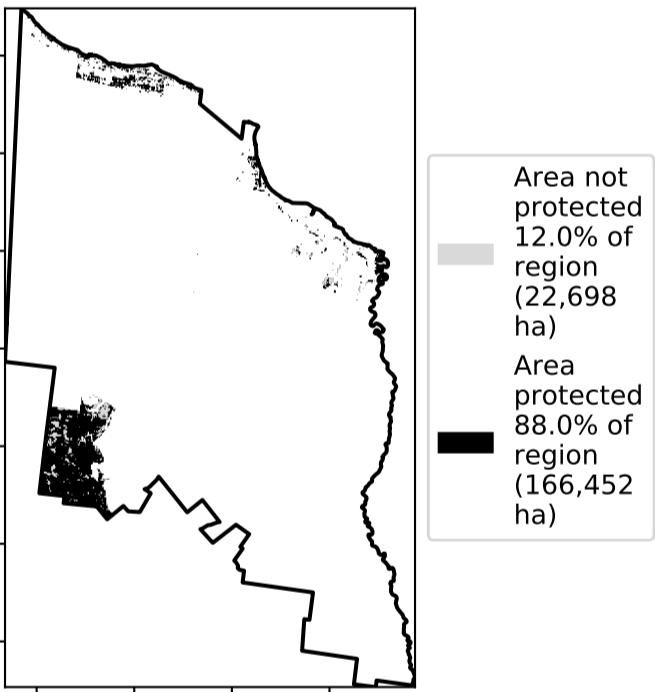 Area not
protected
12.0% of
region
(22,698
ha)
Area
protected
88.0% of
region
(166,452
ha)